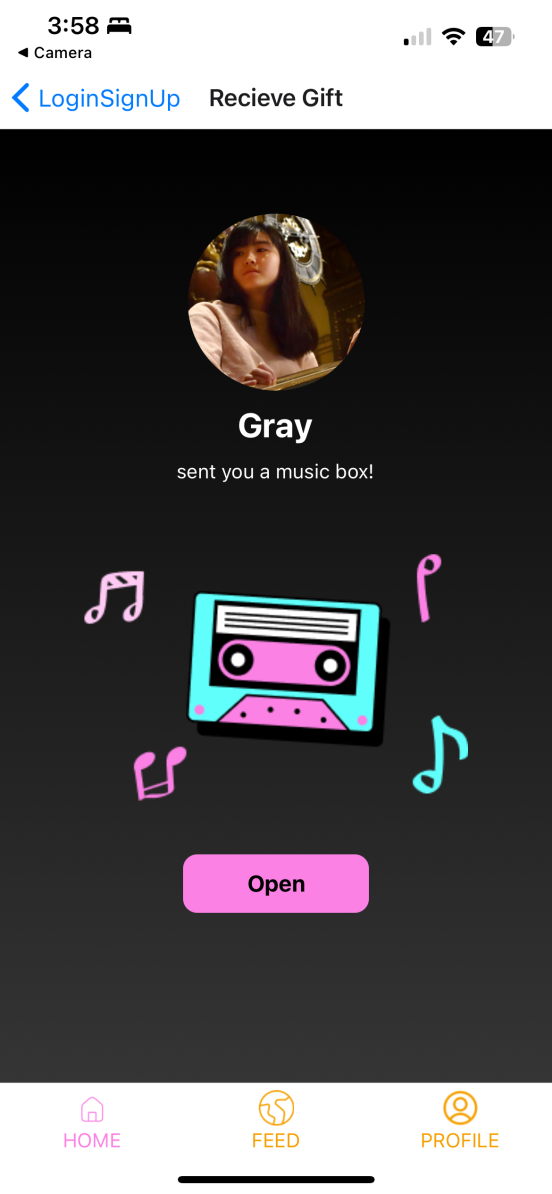 3:58
47
◀ Camera
LoginSignUp
Recieve Gift
Gray
sent you a music box!
Open
HOME
FEED
PROFILE